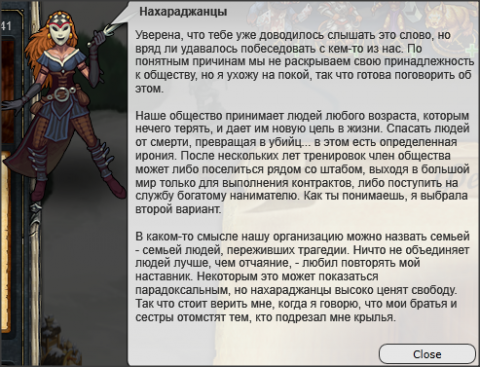 41
Нахараджанцы
Уверена, что тебе уже доводилось слышать это слово, но
вряд ли удавалось побеседовать с кем-то из нас. По
понятным причинам мы не раскрываем свою принадлежность
к обществу, но я ухожу на покой, так что готова поговорить об
этом.
Наше общество принимает людей любого возраста, которым
нечего терять, и дает им новую цель в жизни. Спасать людей
от смерти, превращая в убийц... в этом есть определенная
ирония. После нескольких лет тренировок член общества
может либо поселиться рядом со штабом, выходя в большой
мир только для выполнения контрактов, либо поступить на
службу богатому нанимателю. Как ты понимаешь, я выбрала
второй вариант.
В каком-то смысле нашу организацию можно назвать семьей
- семьей людей, переживших трагедии. Ничто не объединяет
людей лучше, чем отчаяние, - любил повторять мой
наставник. Некоторым это может показаться
парадоксальным, но нахараджанцы высоко ценят свободу.
Так что стоит верить мне, когда я говорю, что мои братья и
сестры отомстят тем, кто подрезал мне крылья.
Close